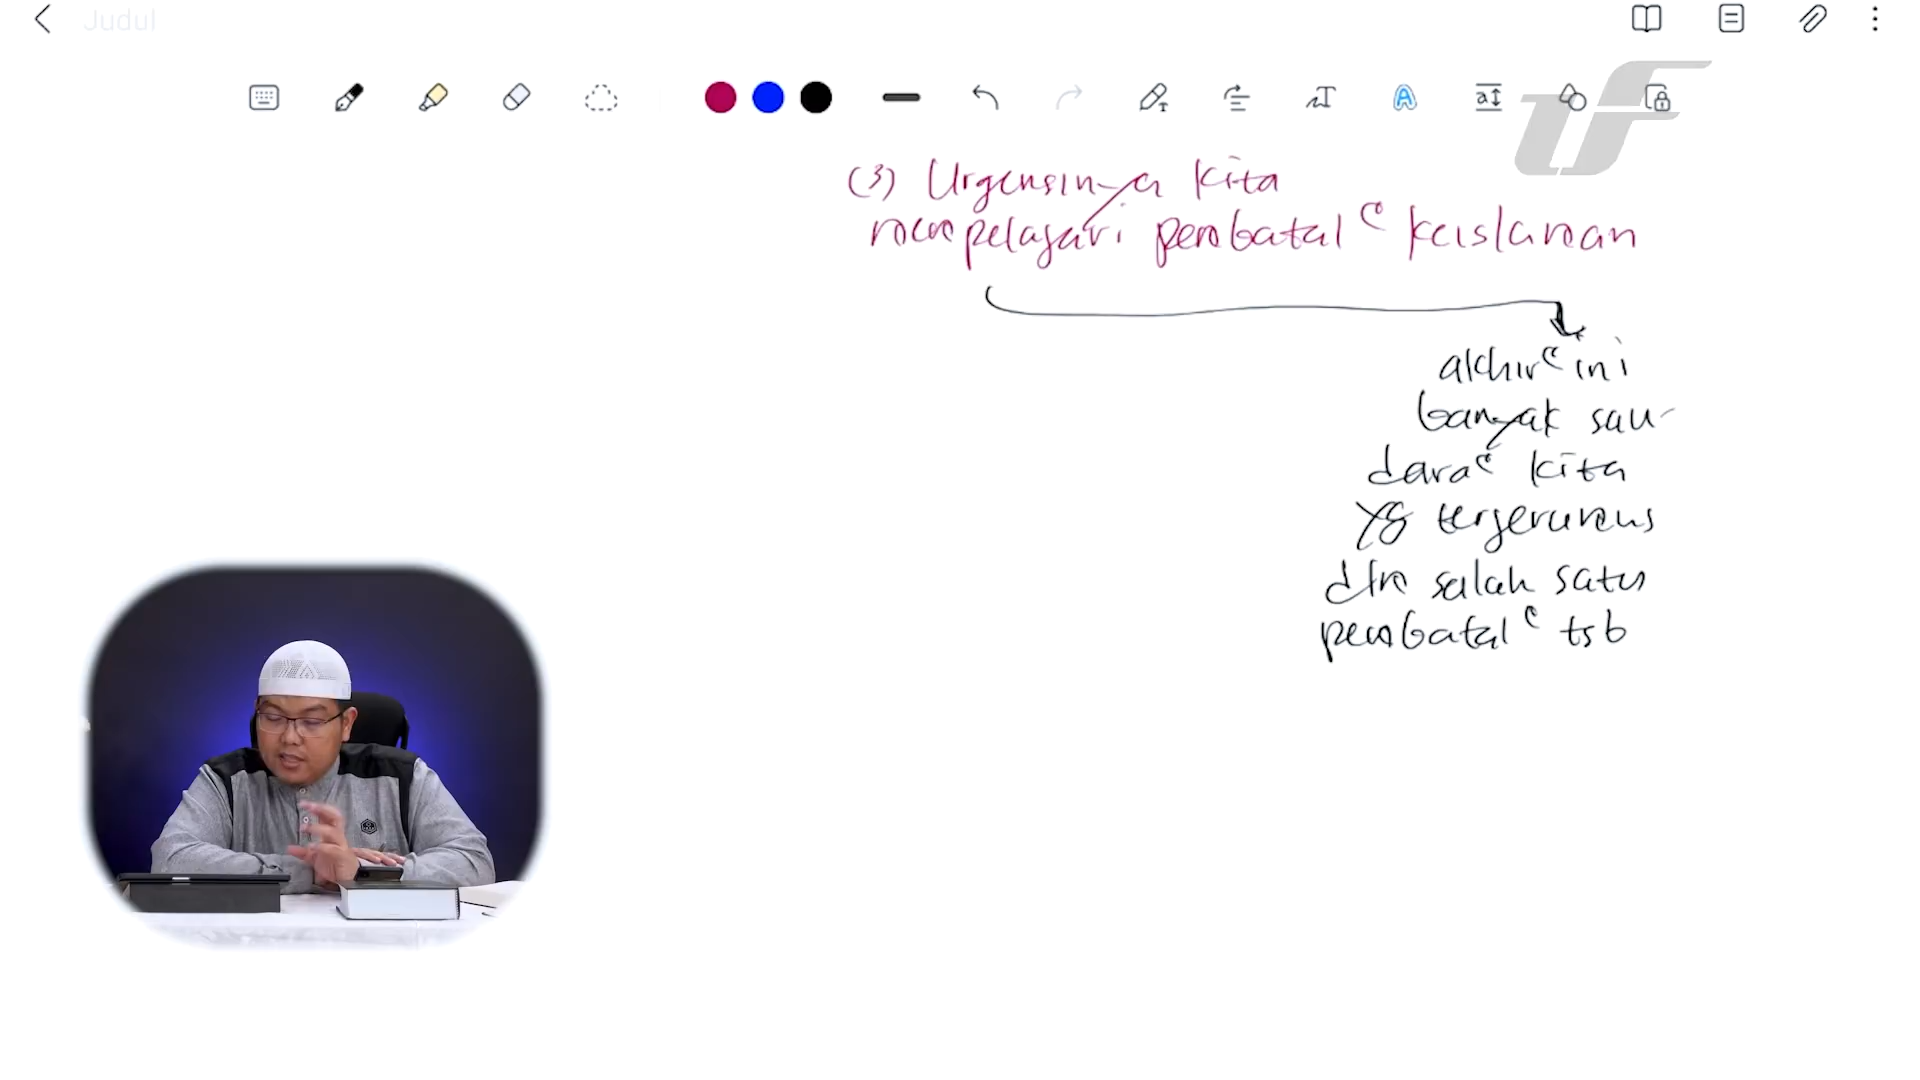 Judul
(3) Urgensinya kita
mempelajari pembatal² keislaman
akhir² ini
banyak sau-
dara² kita
yg terjerumus
dlm salah satu
pembatal² tsb